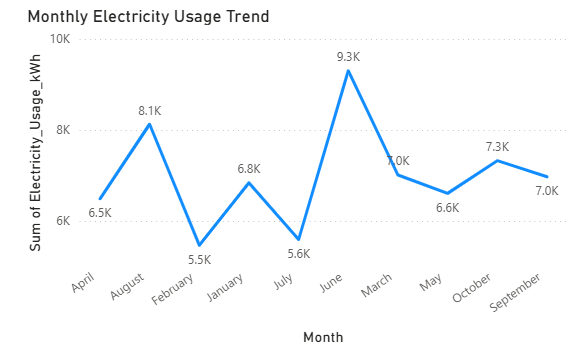 Monthly Electricity Usage Trend
Sum of Electricity_Usage_kWh
10K
8K
6K
6.5K
8.1K
5.5K
6.8K
5.6K
9.3K
7.0K
6.6K
7.3K
7.0K
April
August
February
January
July
June
March
May
October
September
Month